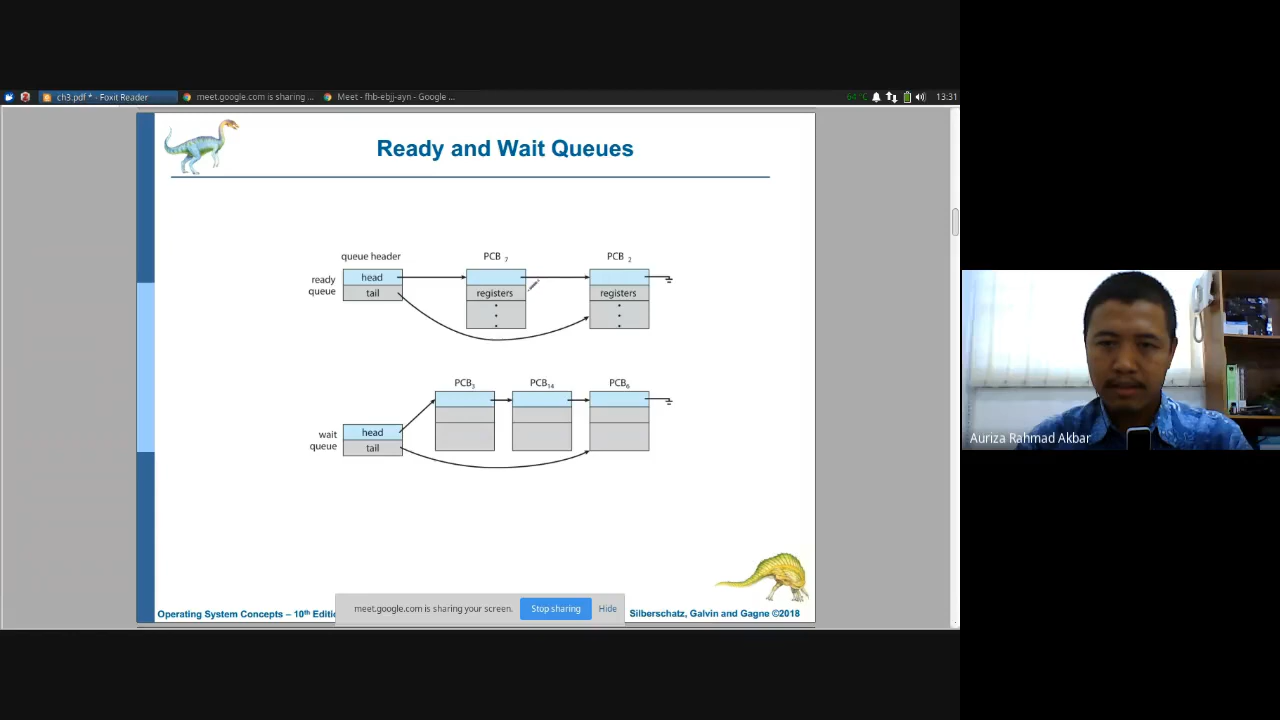 ch3.pdf * - Foxit Reader
meet.google.com is sharing ...
Meet - fhb-ebjj-ayn - Google ...
64°C
13:31
Ready and Wait Queues
queue header
PCB 7
PCB 2
ready
queue
head
tail
registers
registers
PCB3
PCB14
PCB6
wait
queue
head
tail
Auriza Rahmad Akbar
Operating System Concepts – 10th Editio
meet.google.com is sharing your screen.
Stop sharing
Hide
Silberschatz, Galvin and Gagne ©2018